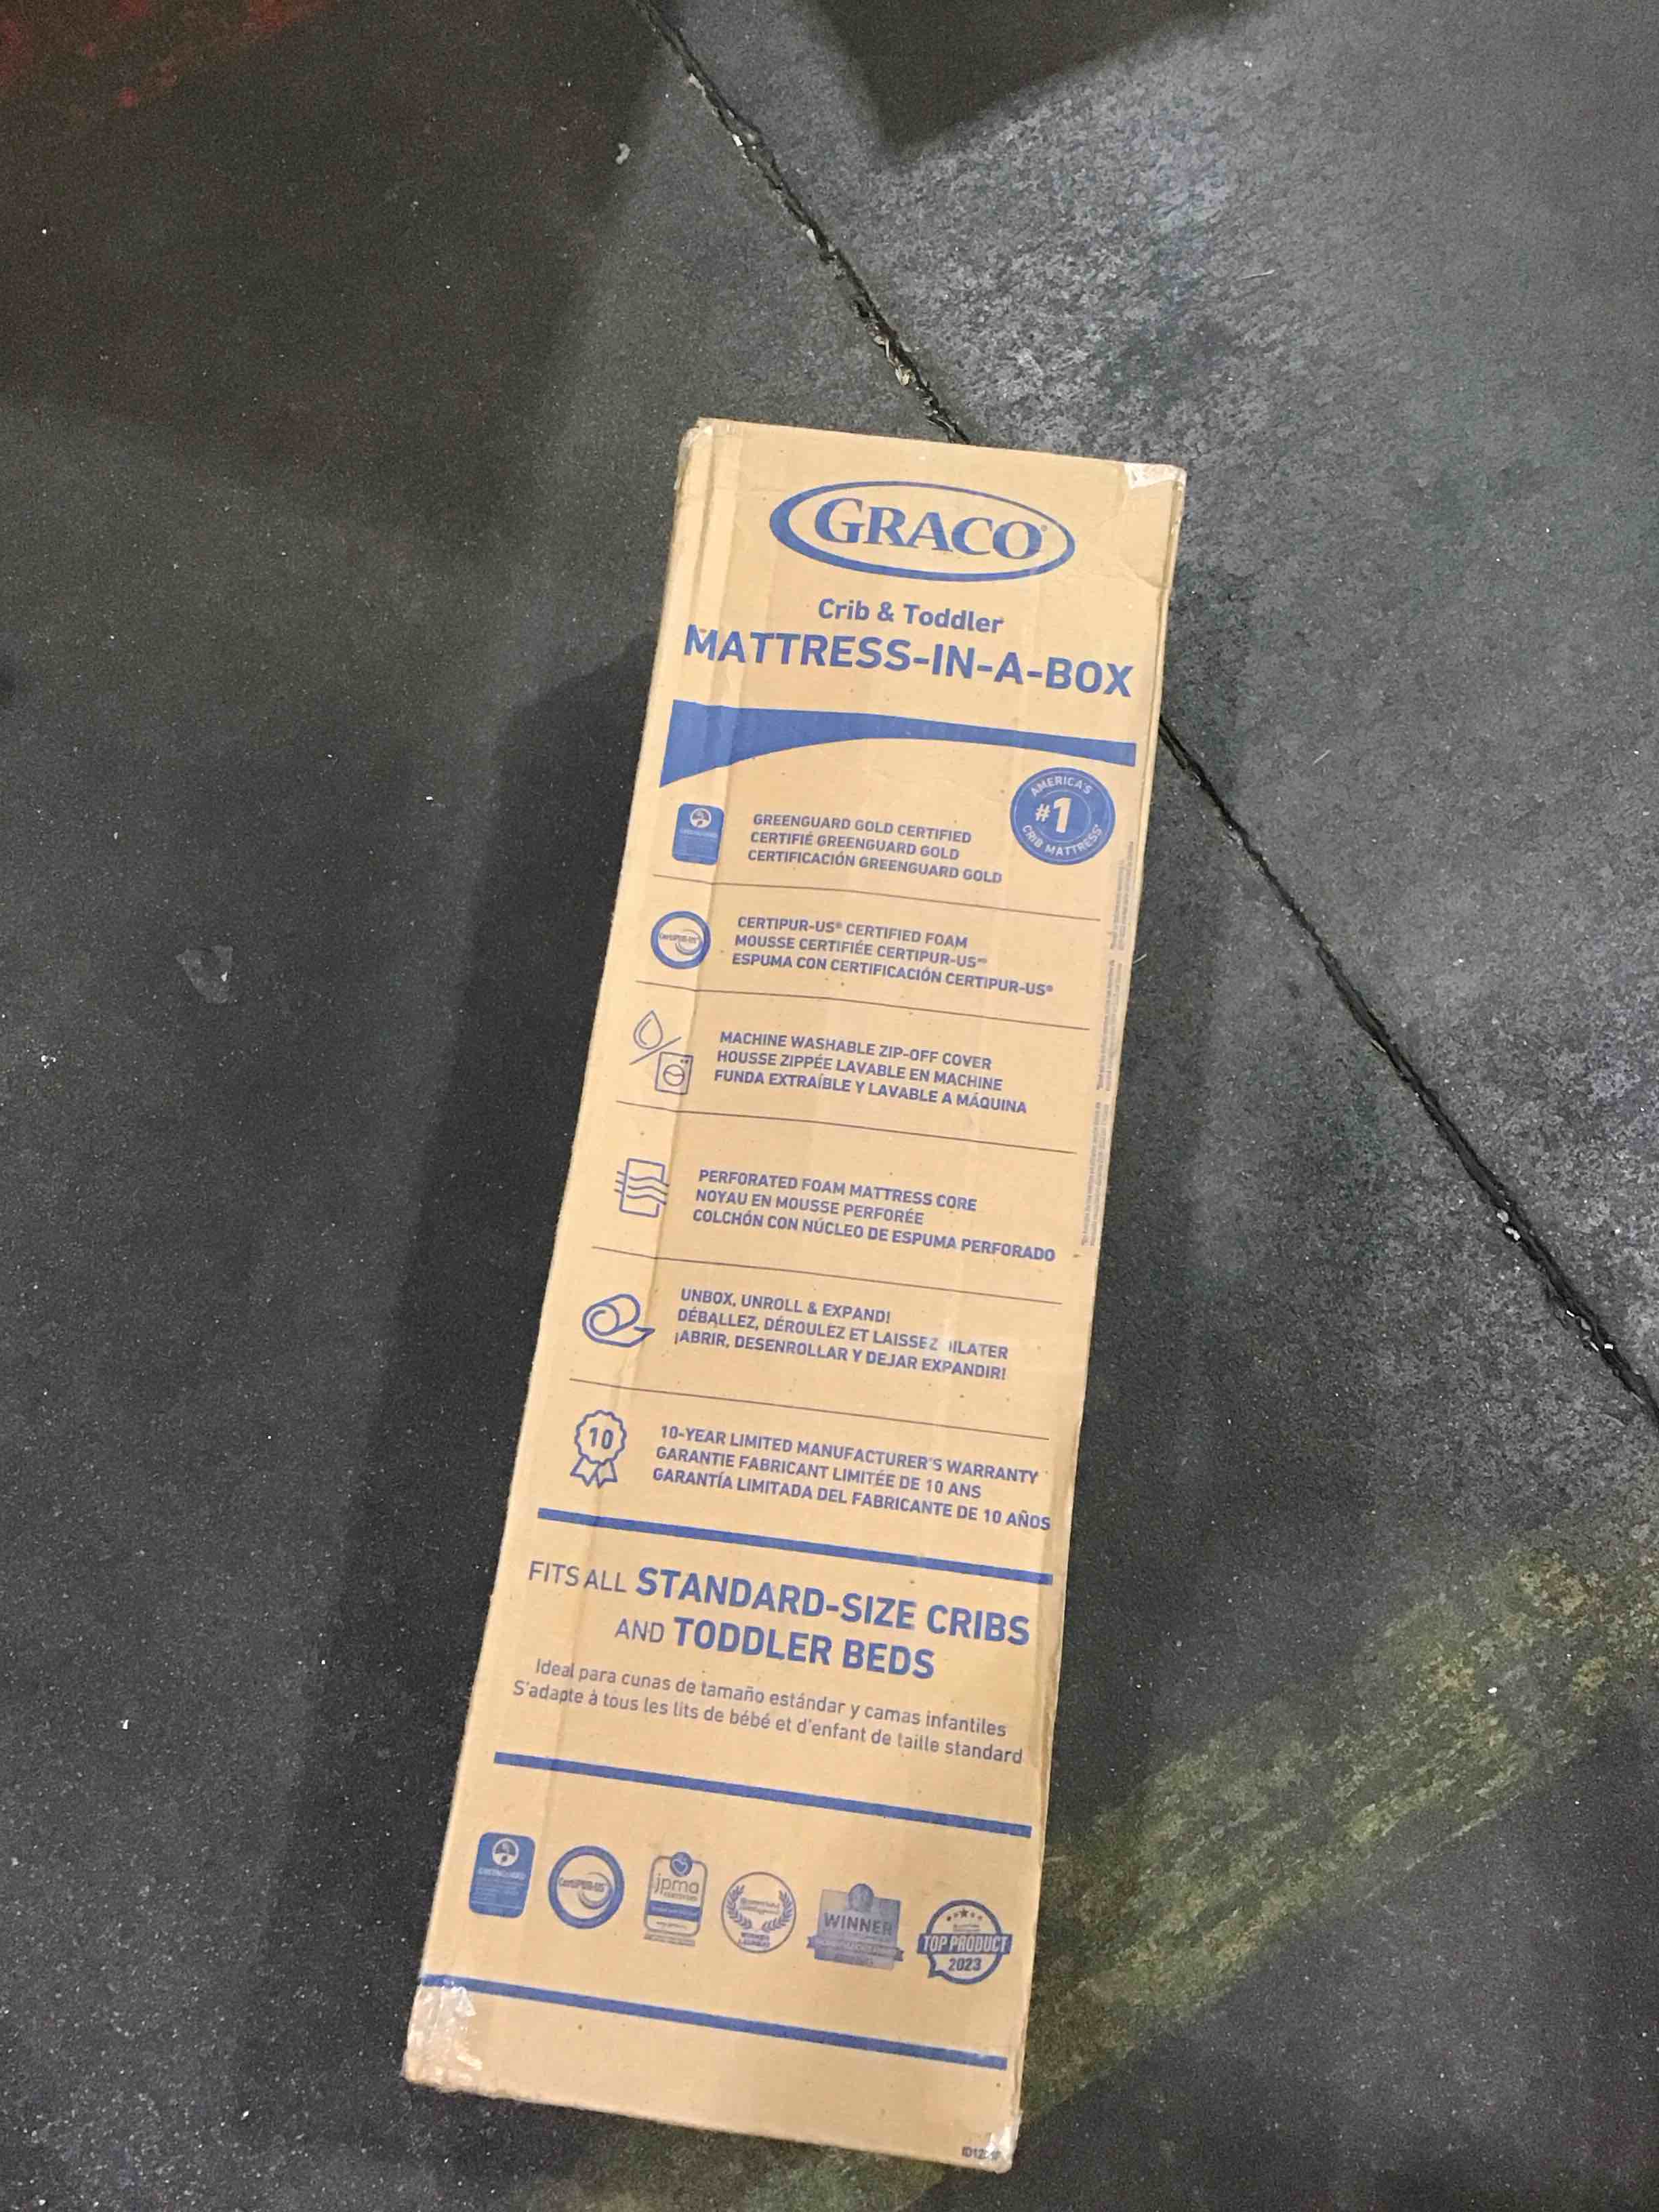 GRACO®
Crib & Toddler
MATTRESS-IN-A-BOX
AMERICA'S
#1
CRIB MATTRESS*
GREENGUARD GOLD CERTIFIED
CERTIFIÉ GREENGUARD GOLD
CERTIFICACIÓN GREENGUARD GOLD
CertiPUR-US
CERTIPUR-US® CERTIFIED FOAM
MOUSSE CERTIFIÉE CERTIPUR-US®
ESPUMA CON CERTIFICACIÓN CERTIPUR-US®
MACHINE WASHABLE ZIP-OFF COVER
HOUSSE ZIPPÉE LAVABLE EN MACHINE
FUNDA EXTRAÍBLE Y LAVABLE A MÁQUINA
PERFORATED FOAM MATTRESS CORE
NOYAU EN MOUSSE PERFORÉE
COLCHÓN CON NÚCLEO DE ESPUMA PERFORADO
UNBOX, UNROLL & EXPAND!
DÉBALLEZ, DÉROULEZ ET LAISSEZ ILATER
¡ABRIR, DESENROLLAR Y DEJAR EXPANDIR!
10
10-YEAR LIMITED MANUFACTURER'S WARRANTY
GARANTIE FABRICANT LIMITÉE DE 10 ANS
GARANTÍA LIMITADA DEL FABRICANTE DE 10 AÑOS
FITS ALL STANDARD-SIZE CRIBS
AND TODDLER BEDS
Ideal para cunas de tamaño estándar y camas infantiles
S'adapte à tous les lits de bébé et d'enfant de taille standard
CertiPUR-US
jpma
WINNER
TOP PRODUCT
2023